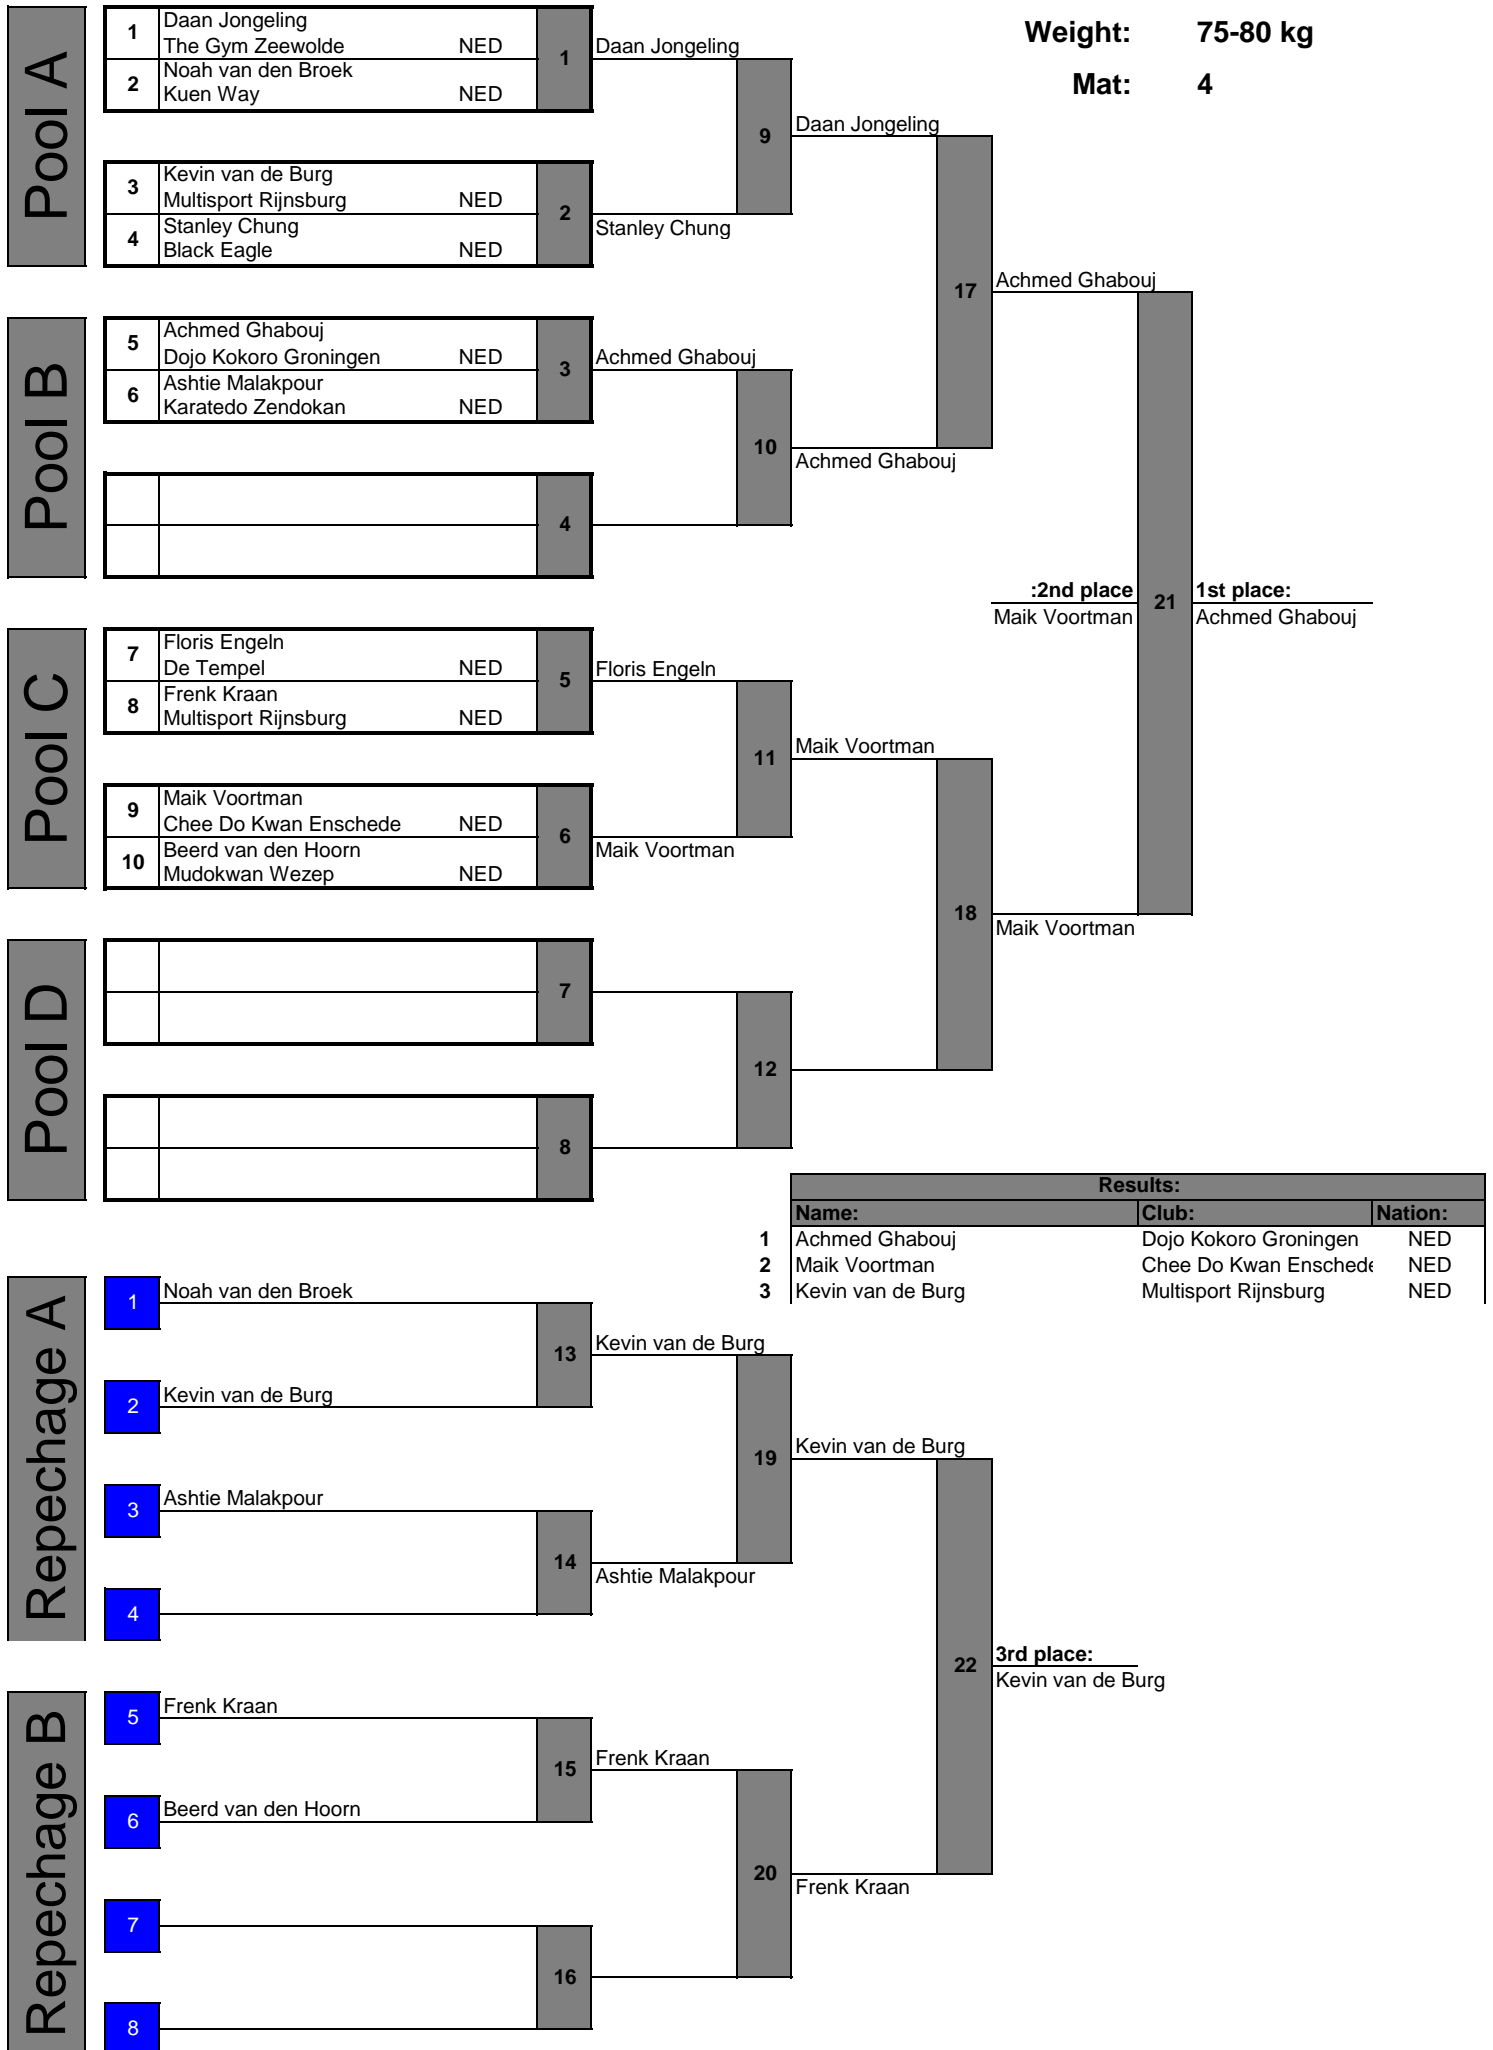 Weight: 75-80 kg
Mat: 4
Pool A
1 Daan Jongeling
The Gym Zeewolde NED
2 Noah van den Broek
Kuen Way NED
1
Daan Jongeling
3 Kevin van de Burg
Multisport Rijnsburg NED
4 Stanley Chung
Black Eagle NED
2
Stanley Chung
9
Daan Jongeling
Pool B
5 Achmed Ghabouj
Dojo Kokoro Groningen NED
6 Ashtie Malakpour
Karatedo Zendokan NED
3
Achmed Ghabouj
4
10
Achmed Ghabouj
17
Achmed Ghabouj
Pool C
7 Floris Engeln
De Tempel NED
8 Frenk Kraan
Multisport Rijnsburg NED
5
Floris Engeln
9 Maik Voortman
Chee Do Kwan Enschede NED
10 Beerd van den Hoorn
Mudokwan Wezep NED
6
Maik Voortman
11
Maik Voortman
Pool D
7
8
12
18
Maik Voortman
:2nd place
Maik Voortman
21
1st place:
Achmed Ghabouj
Results:
Name: Club: Nation:
1 Achmed Ghabouj Dojo Kokoro Groningen NED
2 Maik Voortman Chee Do Kwan Enschede NED
3 Kevin van de Burg Multisport Rijnsburg NED
Repechage A
1 Noah van den Broek
2 Kevin van de Burg
13
Kevin van de Burg
3 Ashtie Malakpour
4
14
Ashtie Malakpour
19
Kevin van de Burg
Repechage B
5 Frenk Kraan
6 Beerd van den Hoorn
15
Frenk Kraan
7
8
16
20
Frenk Kraan
22
3rd place:
Kevin van de Burg